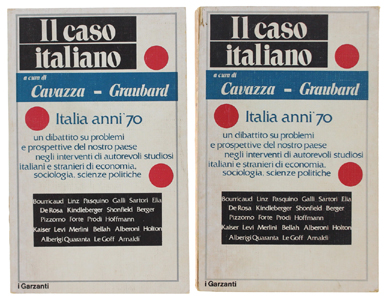 Il caso
italiano
a cura di
Cavazza - Graubard
Italia anni '70
un dibattito su problemi
e prospettive del nostro paese
negli interventi di autorevoli studiosi
italiani e stranieri di economia,
sociologia, scienze politiche
Bourricaud Linz Pasquino Galli Sartori Elia
De Rosa Kindleberger Shonfield Berger
Pizzorno Forte Prodi Hoffmann
Kaiser Levi Merlini Bellah Alberoni Holton
Alberigi Quaranta Le Goff Arnaldi
i Garzanti
Il caso
italiano
a cura di
Cavazza - Graubard
Italia anni '70
un dibattito su problemi
e prospettive del nostro paese
negli interventi di autorevoli studiosi
italiani e stranieri di economia,
sociologia, scienze politiche
Bourricaud Linz Pasquino Galli Sartori Elia
De Rosa Kindleberger Shonfield Berger
Pizzorno Forte Prodi Hoffmann
Kaiser Levi Merlini Bellah Alberoni Holton
Alberigi Quaranta Le Goff Arnaldi
i Garzanti